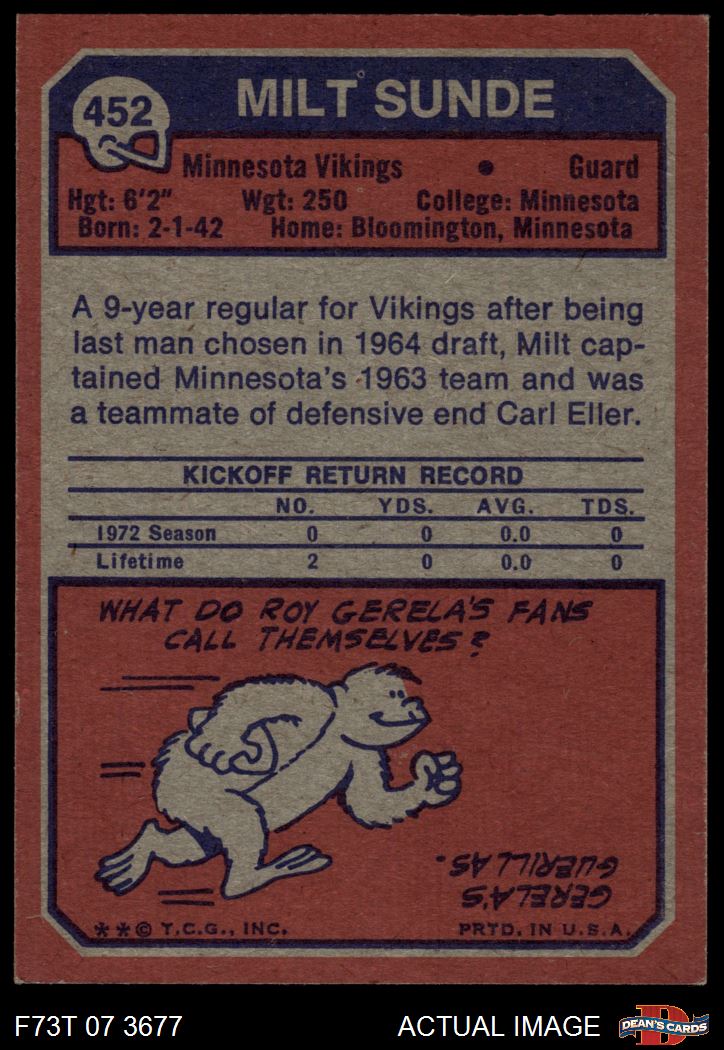 452
MILT SUNDE
Minnesota Vikings • Guard
Hgt: 6'2" Wgt: 250 College: Minnesota
Born: 2-1-42 Home: Bloomington, Minnesota
A 9-year regular for Vikings after being
last man chosen in 1964 draft, Milt cap-
tained Minnesota's 1963 team and was
a teammate of defensive end Carl Eller.
KICKOFF RETURN RECORD
NO. YDS. AVG. TDS.
1972 Season 0 0 0.0 0
Lifetime 2 0 0.0 0
WHAT DO ROY GERELA'S FANS
CALL THEMSELVES?
GERELA'S
GUERILLAS.
**© T.C.G., INC. PRTD. IN U.S.A.
F73T 07 3677 ACTUAL IMAGE
D
DEAN'S CARDS